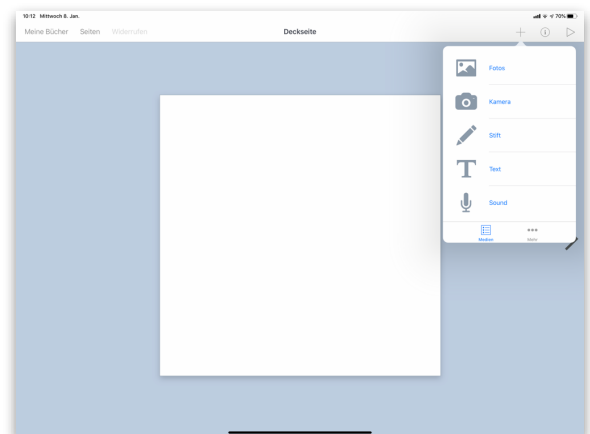 10:12 Mittwoch 8. Jan. 70%
Meine Bücher Seiten Widerrufen Deckseite
Fotos
Kamera
Stift
Text
Sound
Medien Mehr